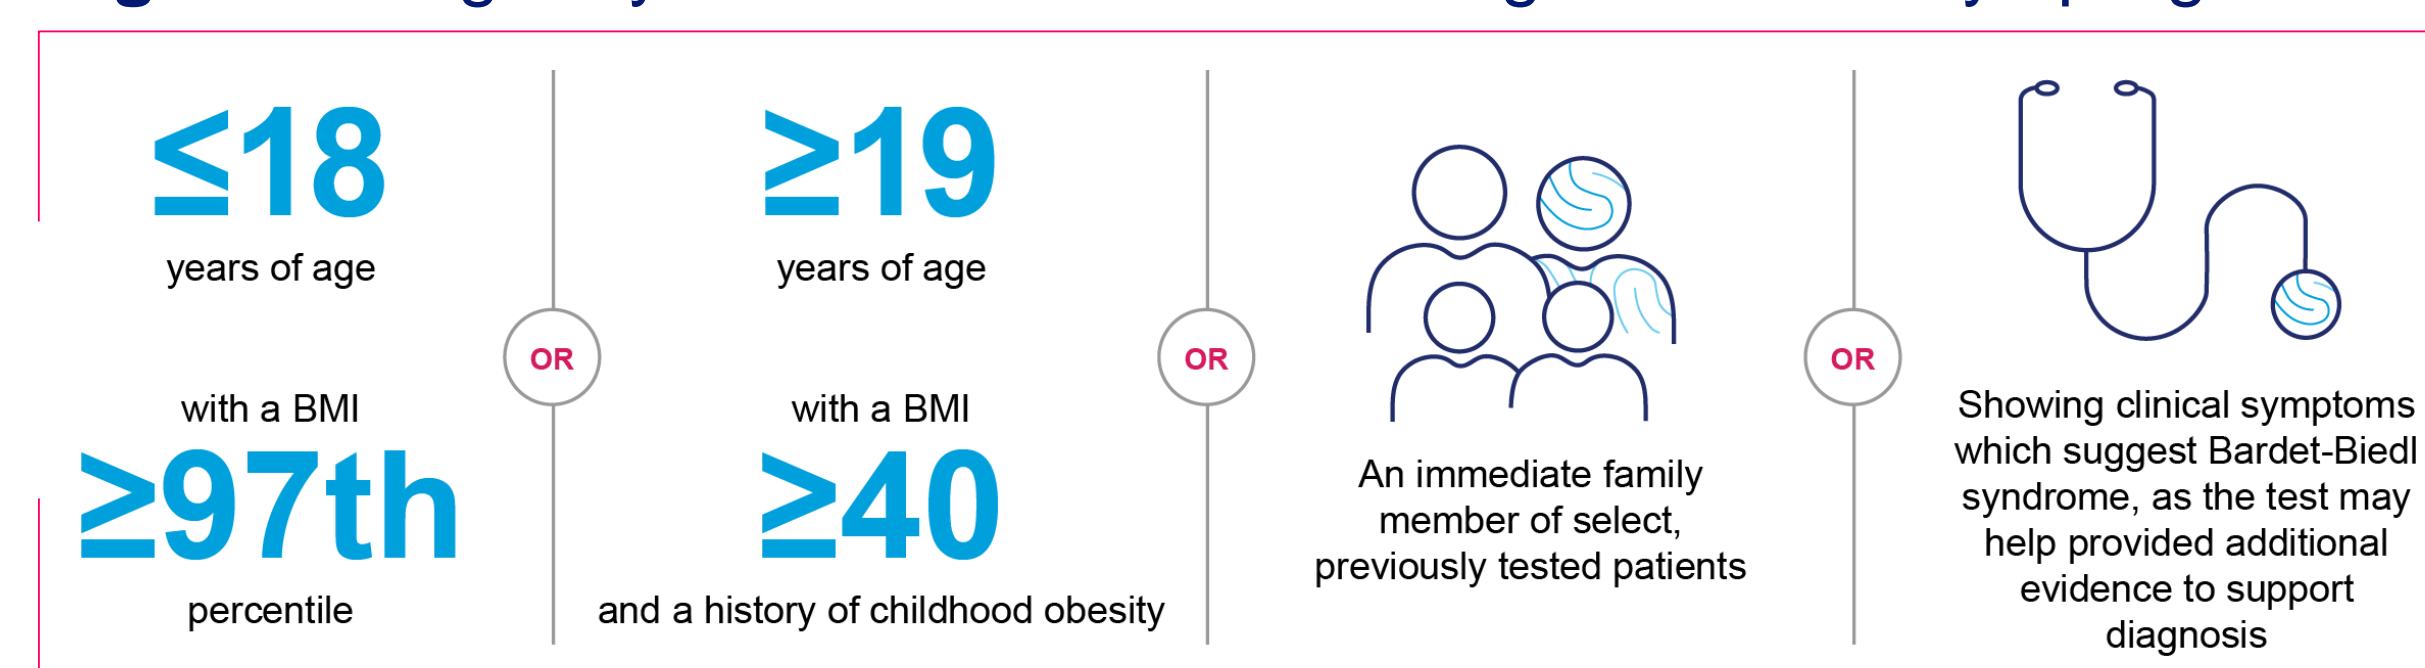 ≤18
years of age
with a BMI
≥97th
percentile
OR
≥19
years of age
with a BMI
≥40
and a history of childhood obesity
OR
An immediate family
member of select,
previously tested patients
OR
Showing clinical symptoms
which suggest Bardet-Biedl
syndrome, as the test may
help provided additional
evidence to support
diagnosis